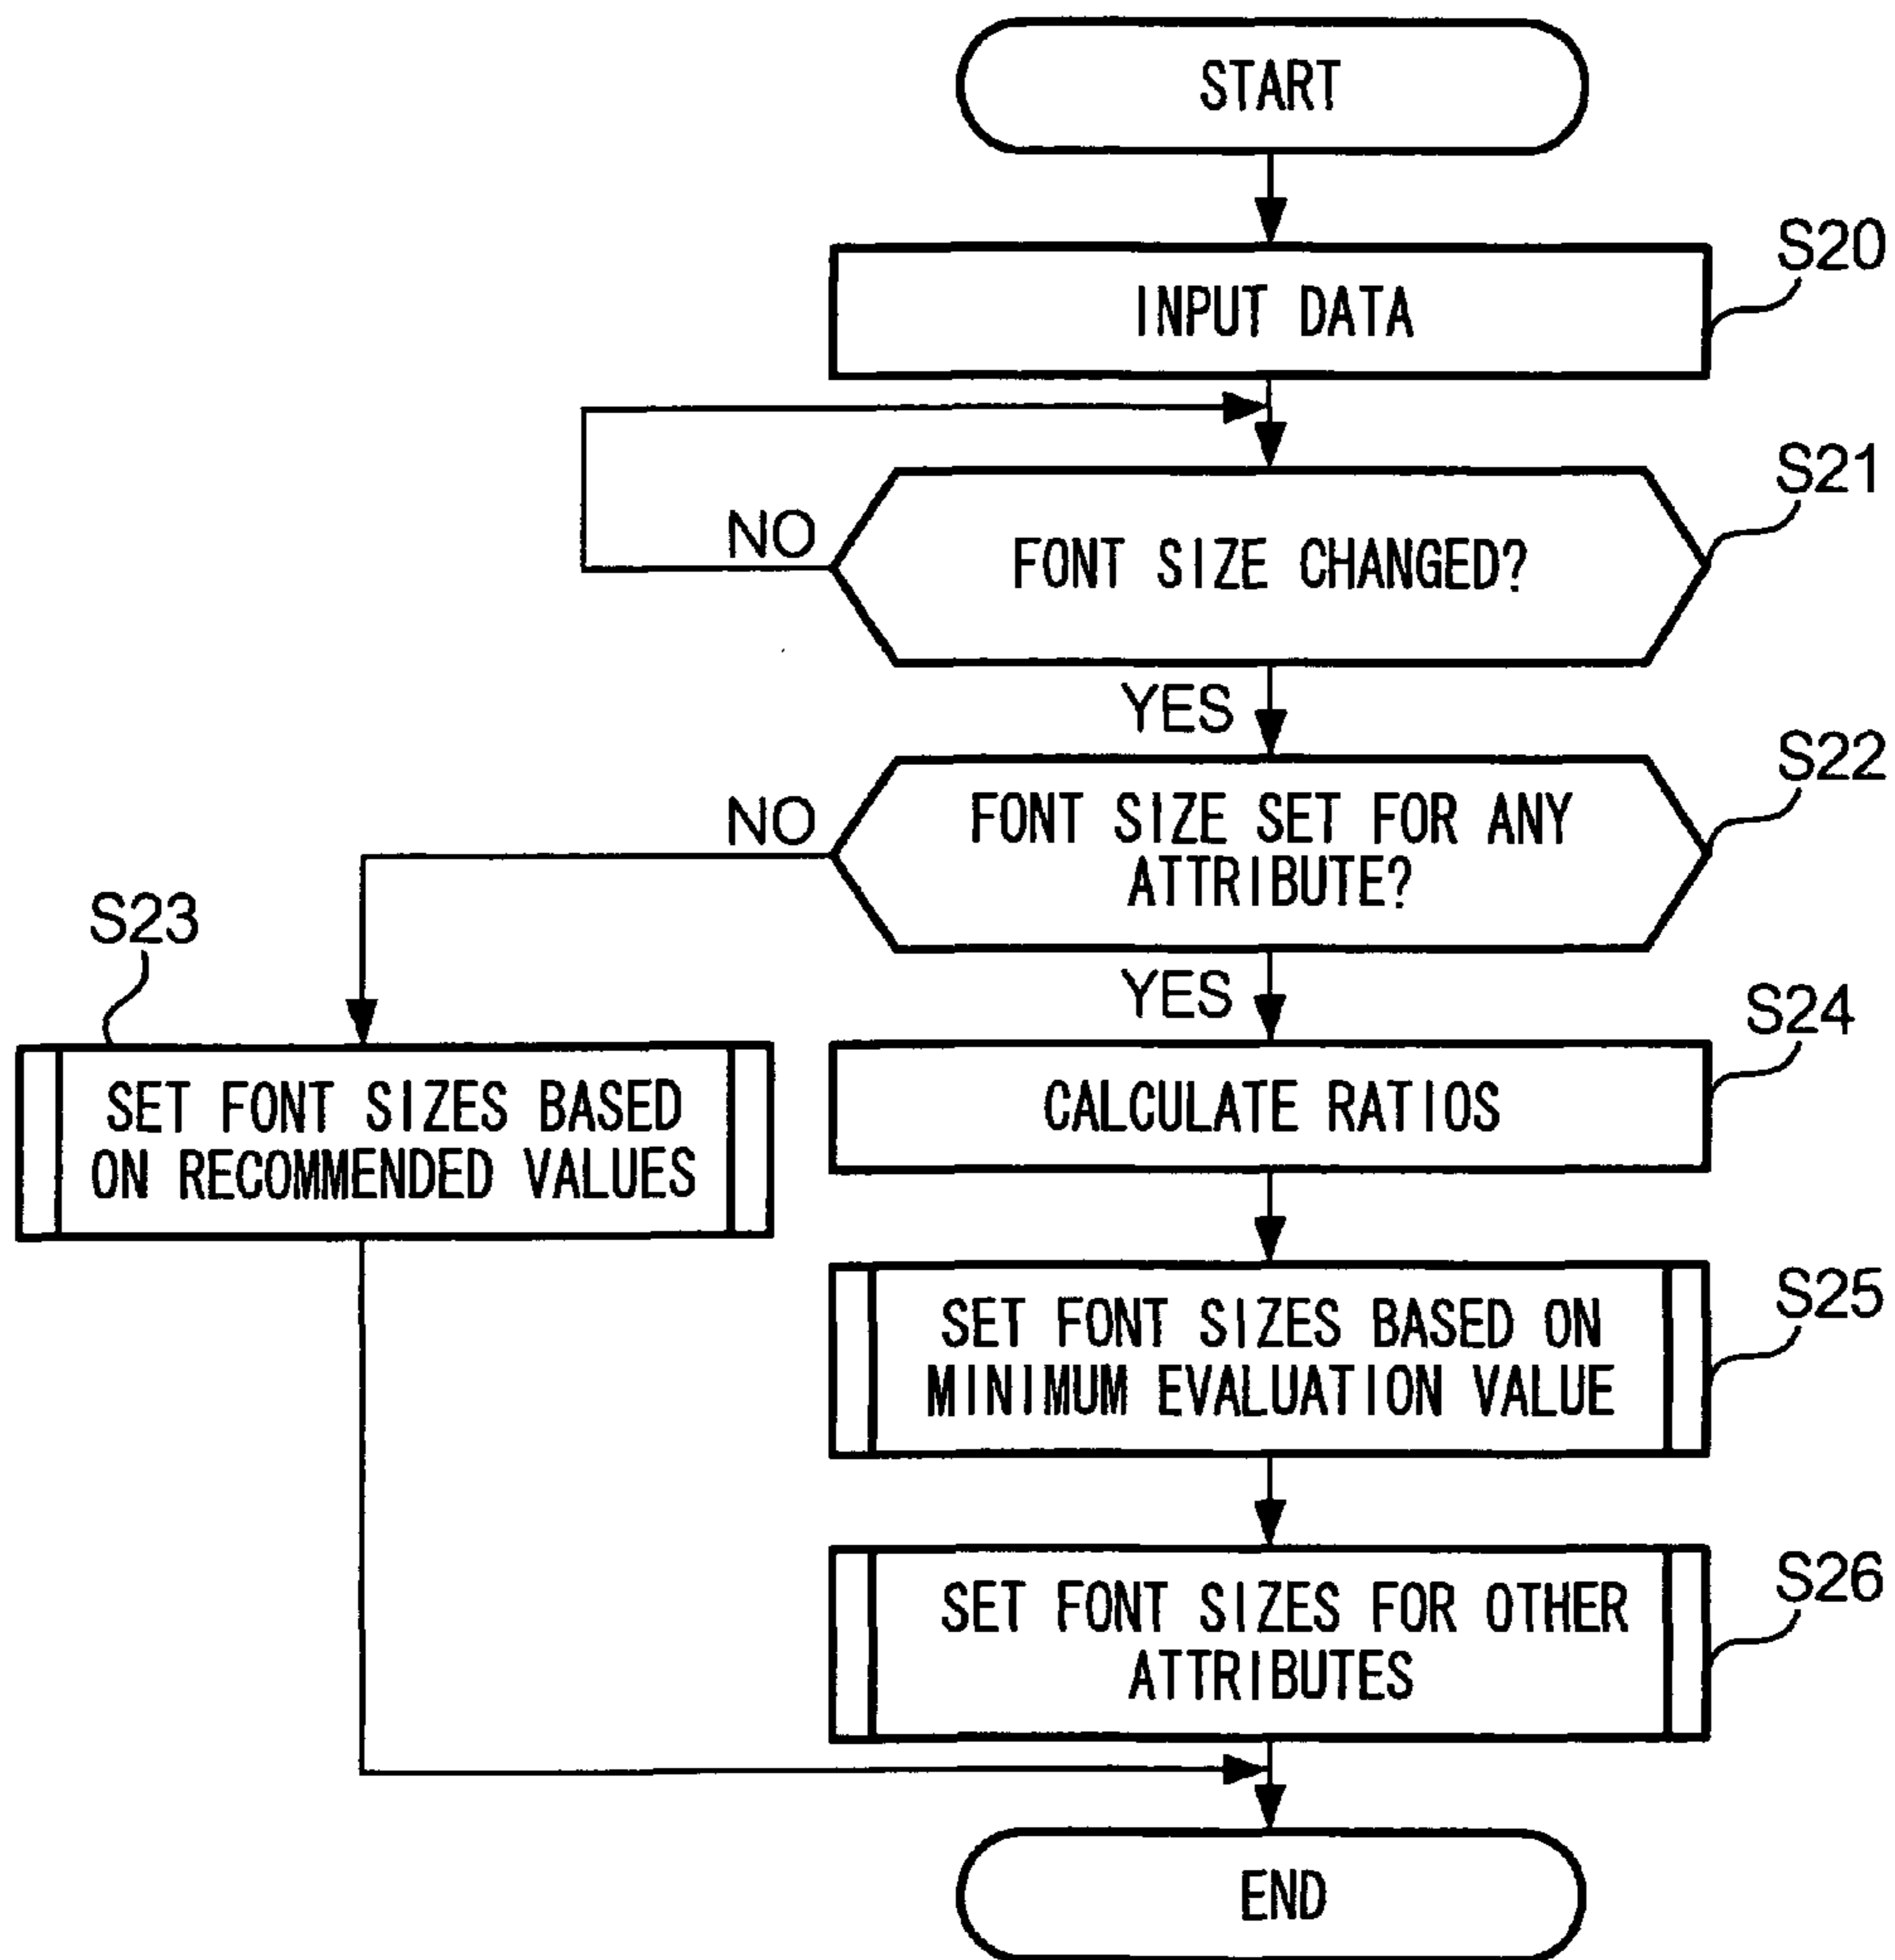 START
S20
INPUT DATA
S21
NO
FONT SIZE CHANGED?
YES
S22
NO
FONT SIZE SET FOR ANY
ATTRIBUTE?
S23
YES
S24
SET FONT SIZES BASED
ON RECOMMENDED VALUES
CALCULATE RATIOS
S25
SET FONT SIZES BASED ON
MINIMUM EVALUATION VALUE
S26
SET FONT SIZES FOR OTHER
ATTRIBUTES
END